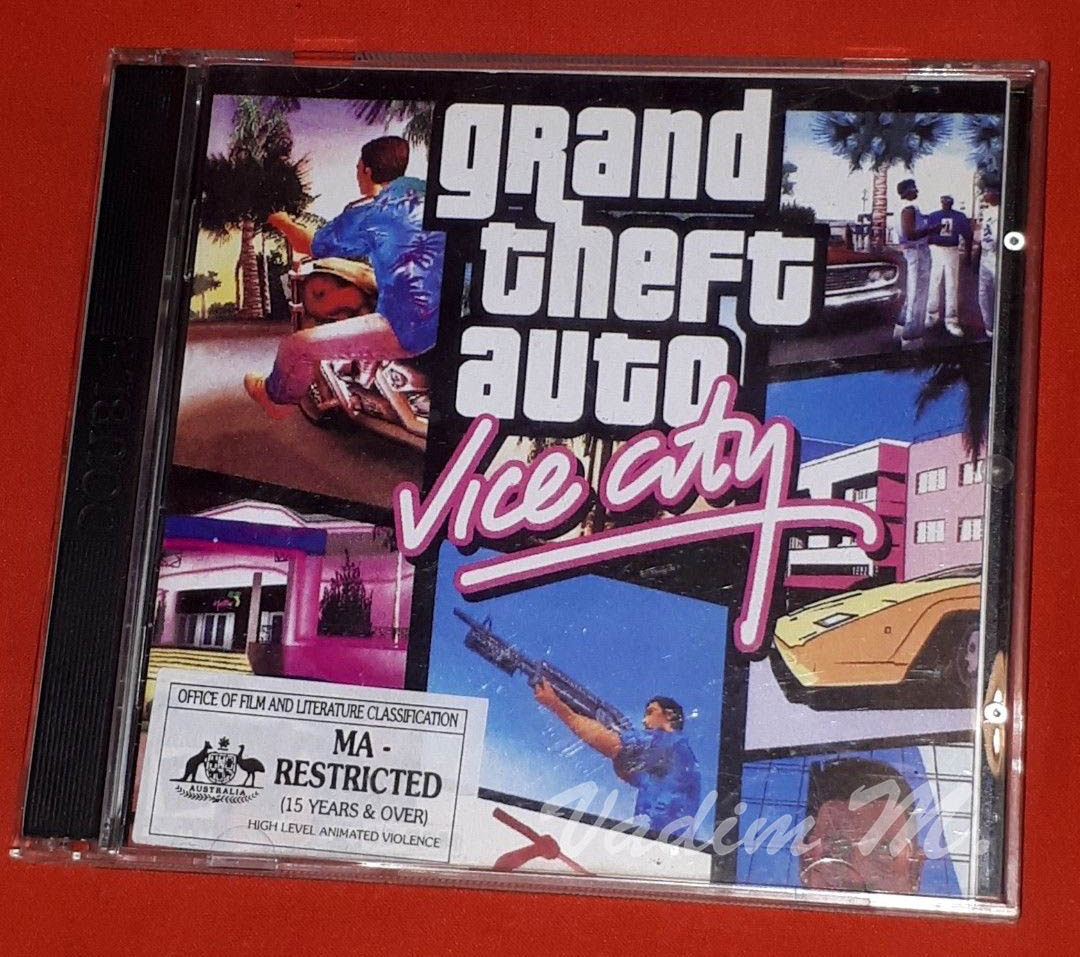 grand
theft
auto
Vice City
OFFICE OF FILM AND LITERATURE CLASSIFICATION
MA -
RESTRICTED
(15 YEARS & OVER)
HIGH LEVEL ANIMATED VIOLENCE
AUSTRALIA
DOUBLE
Vadim M.